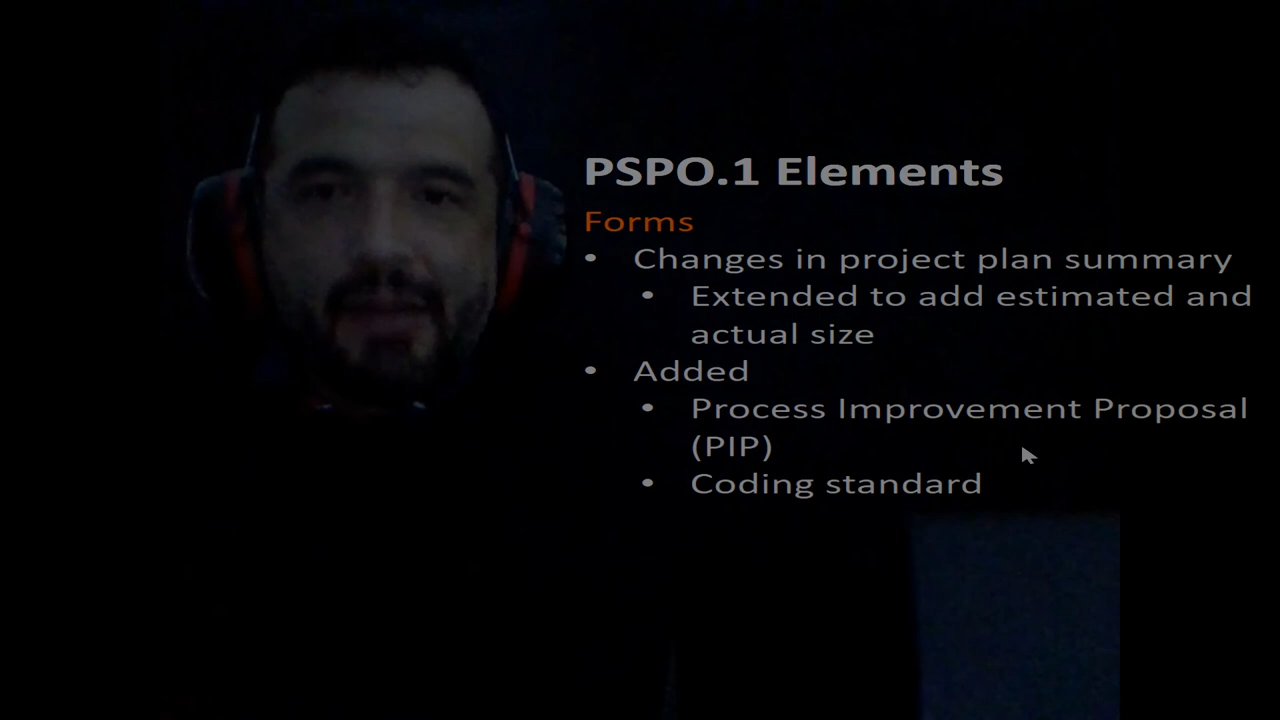 PSPO.1 Elements
Forms
• Changes in project plan summary
• Extended to add estimated and
actual size
• Added
• Process Improvement Proposal
(PIP)
• Coding standard